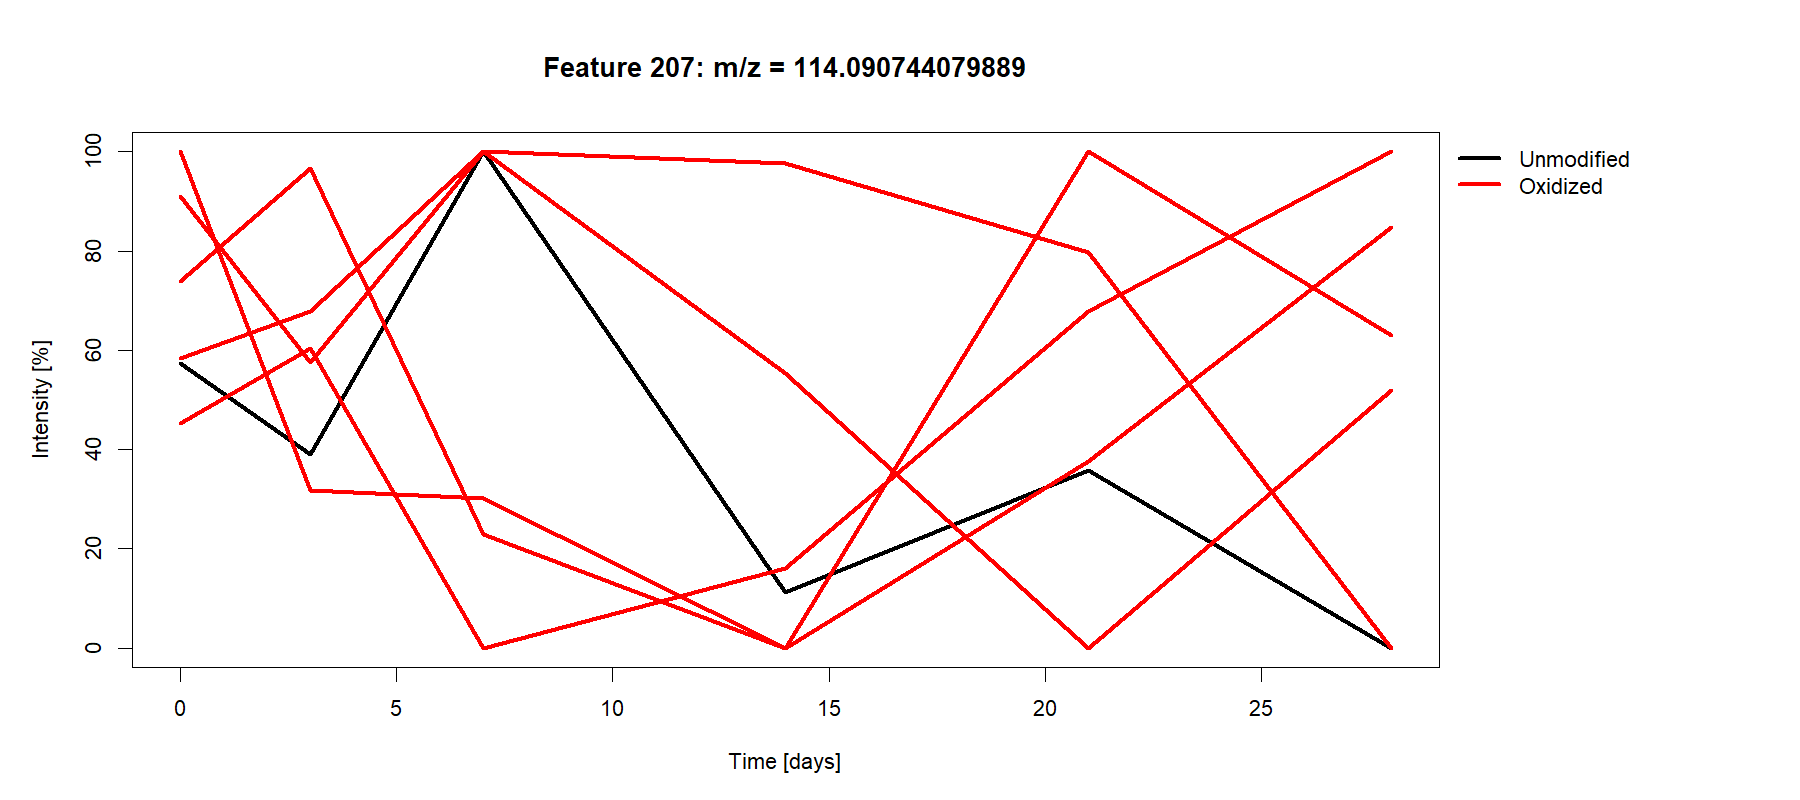 Feature 207: m/z = 114.090744079889
Unmodified
Oxidized
Intensity [%]
100
80
60
40
20
0
0 5 10 15 20 25
Time [days]